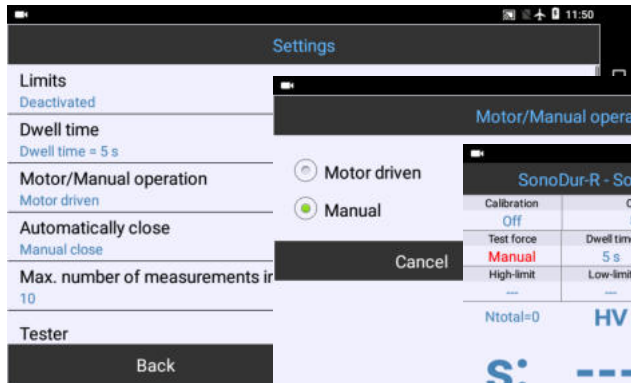 11:50
Settings
Limits
Deactivated
Dwell time
Dwell time = 5 s
Motor/Manual operation
Motor driven
Automatically close
Manual close
Max. number of measurements in
10
Tester
Back
Motor/Manual opera
Motor driven
Manual
Cancel
SonoDur-R - So
Calibration
Off
Test force
Dwell time
Manual
5 s
High-limit
Low-limit
---
---
Ntotal=0
HV
s:
---